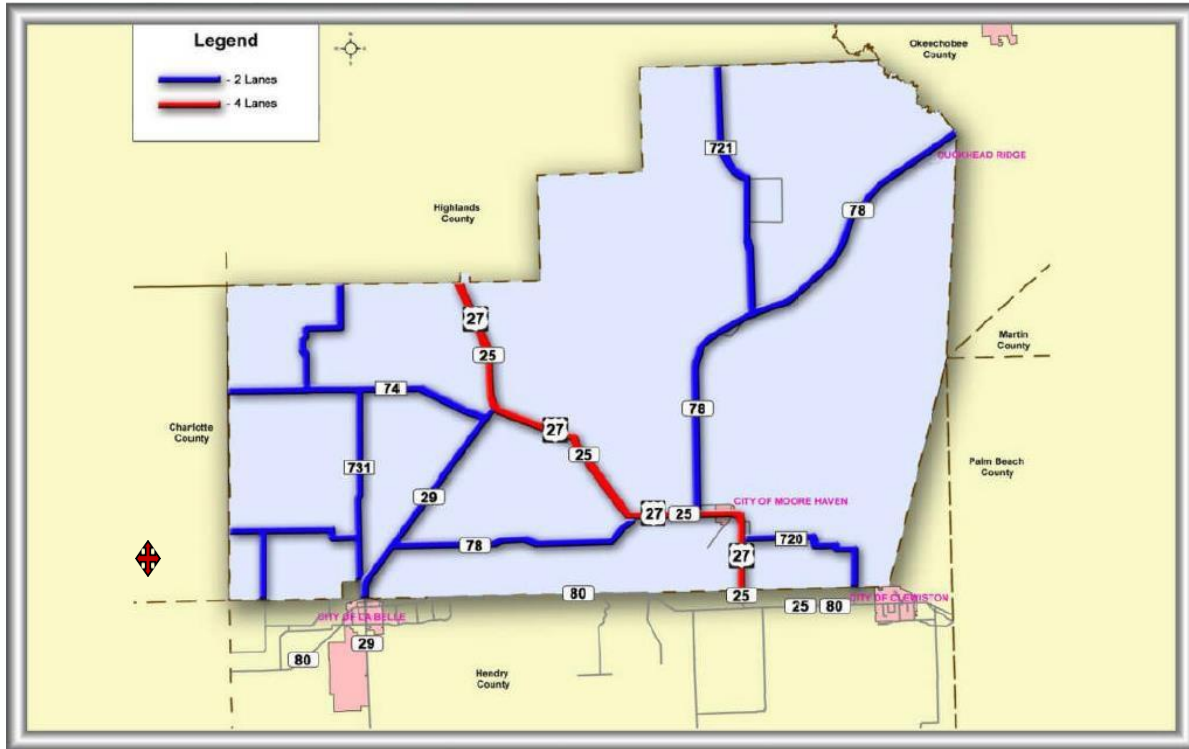 Legend
- 2 Lanes
- 4 Lanes
N
S
Okeechobee
County
5
721
BUCKHEAD RIDGE
78
Highlands
County
27
Martin
County
25
74
78
Charlotte
County
27
25
Palm Beach
County
731
29
CITY OF MOORE HAVEN
27
25
78
720
27
80
25
25
80
CITY OF CLEWISTON
CITY OF LA BELLE
29
80
Hendry
County